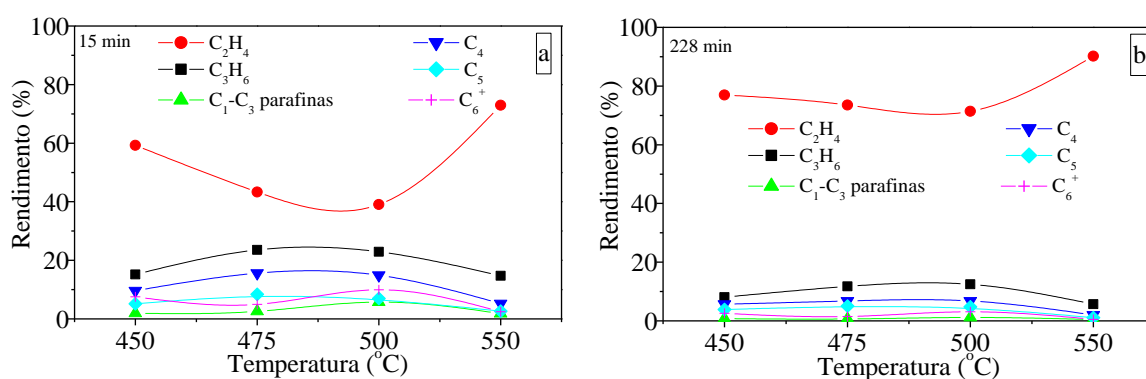 15 min
a
C₂H₄
C₃H₆
C₁-C₃ parafinas
C₄
C₅
C₆⁺
Rendimento (%)
100
80
60
40
20
0
450
475
500
550
Temperatura (°C)
228 min
b
C₂H₄
C₃H₆
C₁-C₃ parafinas
C₄
C₅
C₆⁺
Rendimento (%)
100
80
60
40
20
0
450
475
500
550
Temperatura (°C)